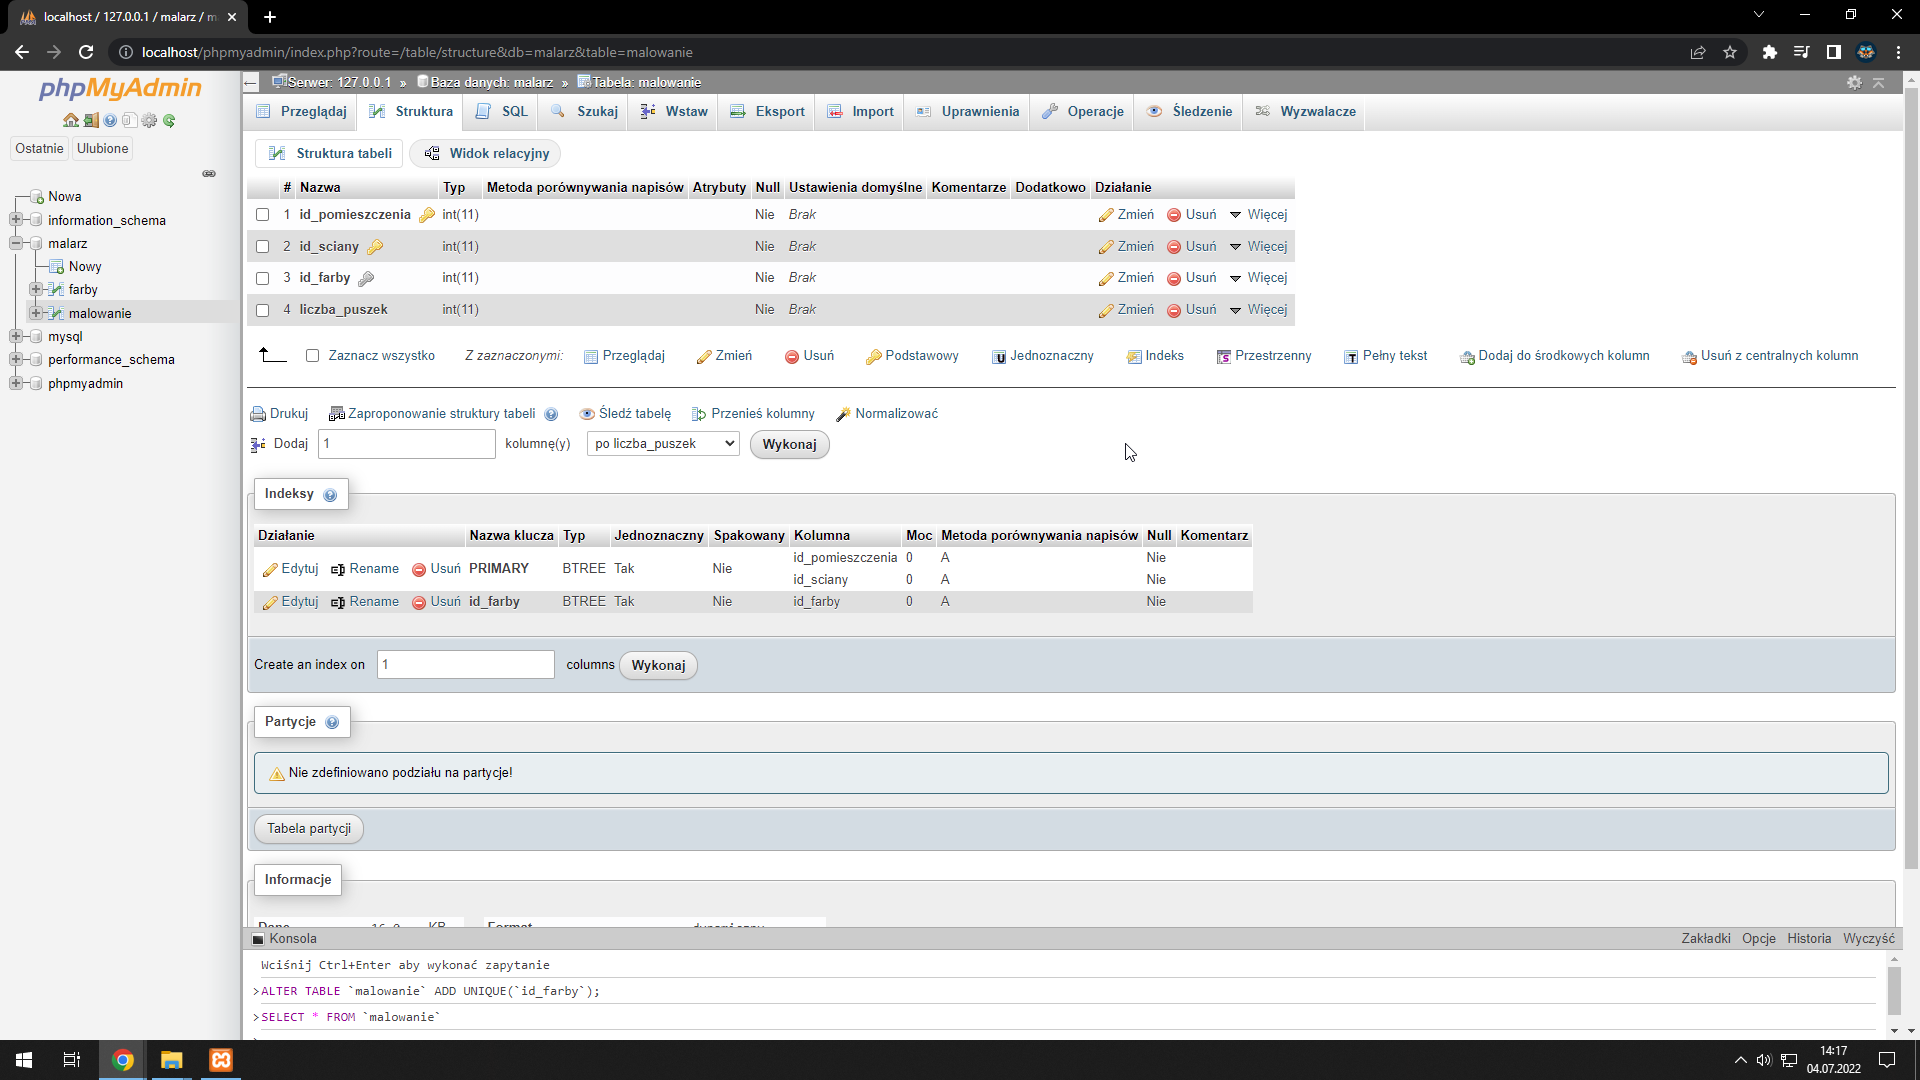 localhost / 127.0.0.1 / malarz / m
localhost/phpmyadmin/index.php?route=/table/structure&db=malarz&table=malowanie
phpMyAdmin
Ostatnie Ulubione
Nowa
information_schema
malarz
Nowy
farby
malowanie
mysql
performance_schema
phpmyadmin
Serwer: 127.0.0.1 » Baza danych: malarz » Tabela: malowanie
Przeglądaj Struktura SQL Szukaj Wstaw Eksport Import Uprawnienia Operacje Śledzenie Wyzwalacze
Struktura tabeli Widok relacyjny
# Nazwa Typ Metoda porównywania napisów Atrybuty Null Ustawienia domyślne Komentarze Dodatkowo Działanie
1 id_pomieszczenia int(11) Nie Brak Zmień Usuń Więcej
2 id_sciany int(11) Nie Brak Zmień Usuń Więcej
3 id_farby int(11) Nie Brak Zmień Usuń Więcej
4 liczba_puszek int(11) Nie Brak Zmień Usuń Więcej
Zaznacz wszystko Z zaznaczonymi: Przeglądaj Zmień Usuń Podstawowy Jednoznaczny Indeks Przestrzenny Pełny tekst Dodaj do środkowych kolumn Usuń z centralnych kolumn
Drukuj Zaproponowanie struktury tabeli Śledź tabelę Przenieś kolumny Normalizować
Dodaj 1 kolumnę(y) po liczba_puszek Wykonaj
Indeksy
Działanie Nazwa klucza Typ Jednoznaczny Spakowany Kolumna Moc Metoda porównywania napisów Null Komentarz
Edytuj Rename Usuń PRIMARY BTREE Tak Nie id_pomieszczenia 0 A Nie
id_sciany 0 A Nie
Edytuj Rename Usuń id_farby BTREE Tak Nie id_farby 0 A Nie
Create an index on 1 columns Wykonaj
Partycje
Nie zdefiniowano podziału na partycje!
Tabela partycji
Informacje
Dane 16,0 KB Format dynamiczny
Konsola Zakładki Opcje Historia Wyczyść
Wciśnij Ctrl+Enter aby wykonać zapytanie
>ALTER TABLE `malowanie` ADD UNIQUE(`id_farby`);
>SELECT * FROM `malowanie`
14:17
04.07.2022